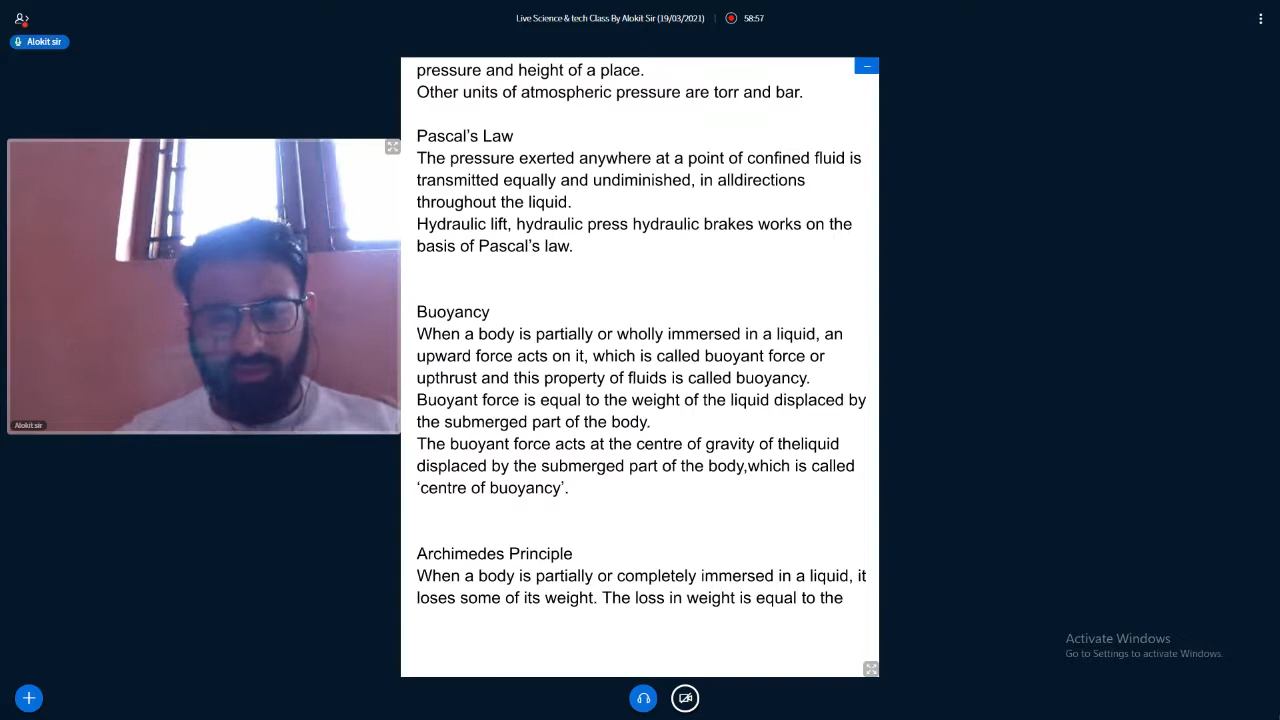 Live Science & tech Class By Alokit Sir (19/03/2021)
58:57
Alokit sir
pressure and height of a place.
Other units of atmospheric pressure are torr and bar.
Pascal's Law
The pressure exerted anywhere at a point of confined fluid is
transmitted equally and undiminished, in alldirections
throughout the liquid.
Hydraulic lift, hydraulic press hydraulic brakes works on the
basis of Pascal's law.
Buoyancy
When a body is partially or wholly immersed in a liquid, an
upward force acts on it, which is called buoyant force or
upthrust and this property of fluids is called buoyancy.
Buoyant force is equal to the weight of the liquid displaced by
the submerged part of the body.
The buoyant force acts at the centre of gravity of theliquid
displaced by the submerged part of the body,which is called
‘centre of buoyancy’.
Archimedes Principle
When a body is partially or completely immersed in a liquid, it
loses some of its weight. The loss in weight is equal to the
Alokit sir
Activate Windows
Go to Settings to activate Windows.